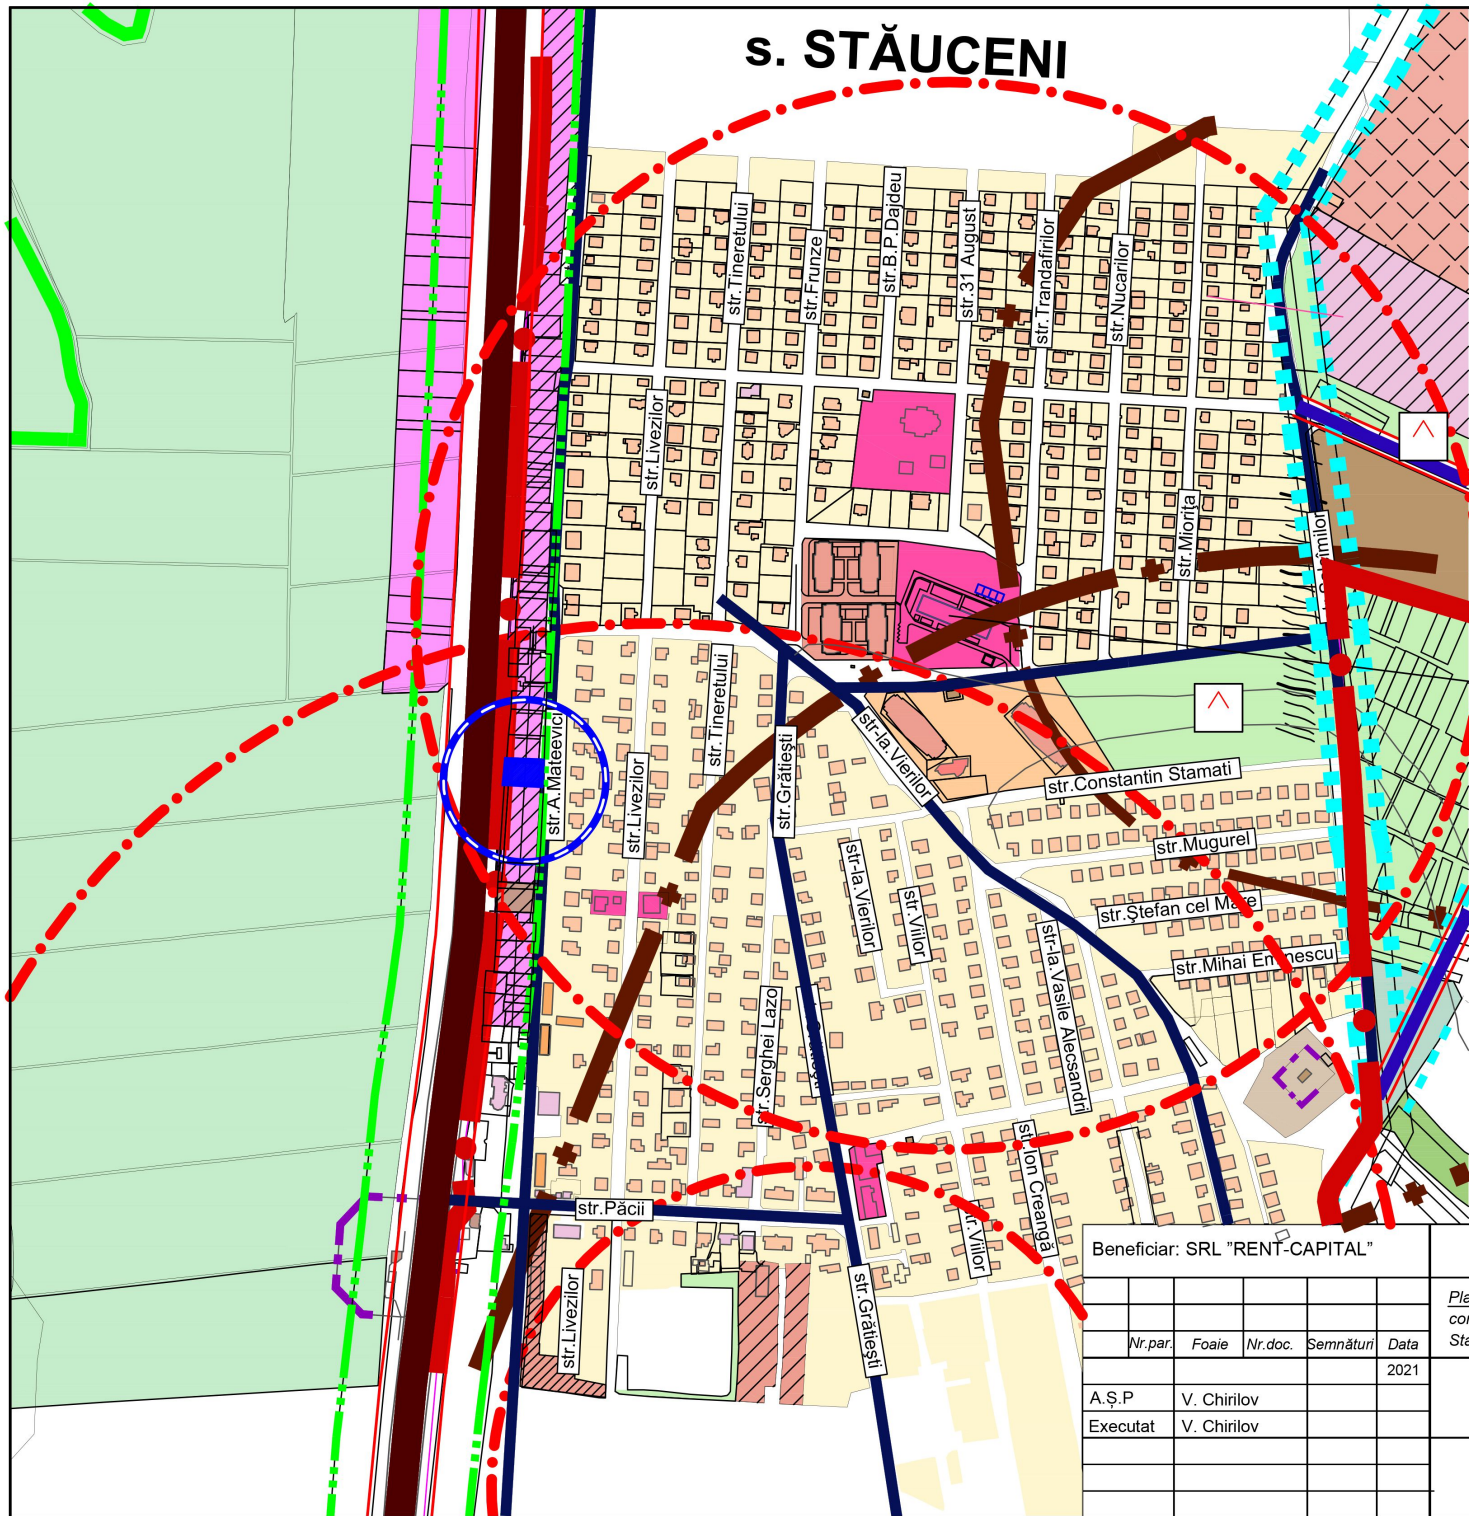 s. STĂUCENI
str.Tineretului
str.Frunze
str.B.P.Dajdeu
str.31 August
str.Trandafirilor
str.Nucarilor
str.Livezilor
str.Miorița
str.Tineretului
str.A.Mateevici
str.Livezilor
str.Grătiești
str-la.Vierilor
str.Constantin Stamati
str.Mugurel
str-la.Vierilor
str.Viilor
str.Ștefan cel Mare
str.Mihai Eminescu
str-la.Vasile Alecsandri
str.Serghei Lazo
str.Ion Creangă
str.Viilor
str.Păcii
str.Livezilor
str.Grătiești
Beneficiar: SRL ”RENT-CAPITAL”
Nr.par. Foaie Nr.doc. Semnături Data
2021
A.Ș.P V. Chirilov
Executat V. Chirilov